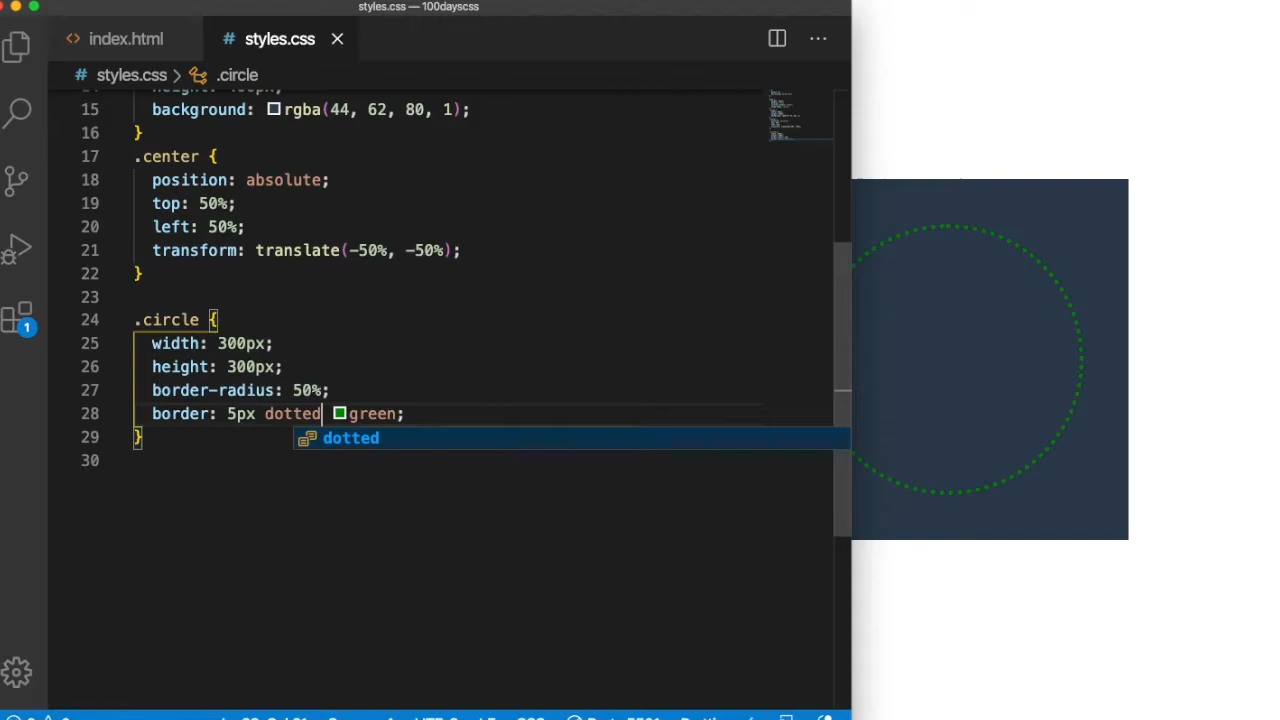 styles.css — 100dayscss
index.html
styles.css
styles.css > .circle
15 background: rgba(44, 62, 80, 1);
16 }
17 .center {
18 position: absolute;
19 top: 50%;
20 left: 50%;
21 transform: translate(-50%, -50%);
22 }
23
24 .circle {
25 width: 300px;
26 height: 300px;
27 border-radius: 50%;
28 border: 5px dotted green;
dotted
29 }
30
1